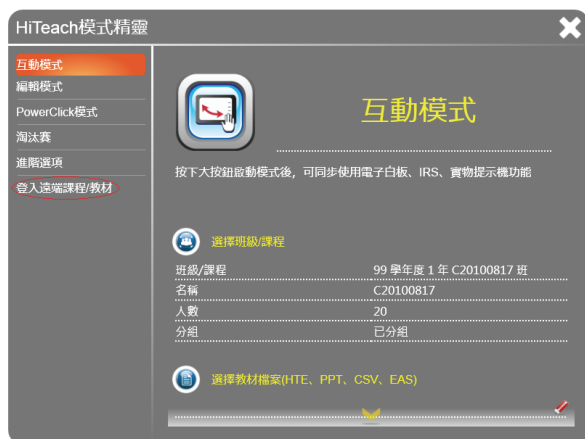 HiTeach模式精靈
互動模式
編輯模式
PowerClick模式
淘汰賽
進階選項
登入遠端課程/教材
互動模式
按下大按鈕啟動模式後，可同步使用電子白板、IRS、實物提示機功能
選擇班級/課程
班級/課程 99 學年度 1 年 C20100817 班
名稱 C20100817
人數 20
分組 已分組
選擇教材檔案(HTE、PPT、CSV、EAS)